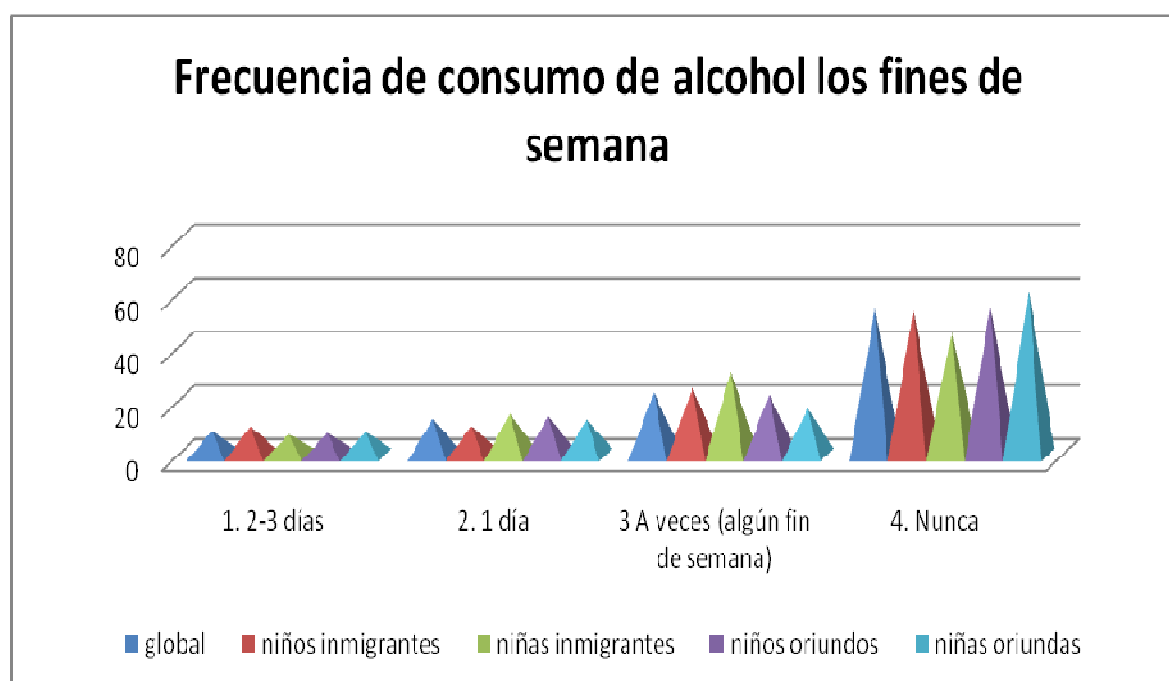 Frecuencia de consumo de alcohol los fines de
semana
80
60
40
20
0
1. 2-3 días
2. 1 día
3 A veces (algún fin
de semana)
4. Nunca
global
niños inmigrantes
niñas inmigrantes
niños oriundos
niñas oriundas